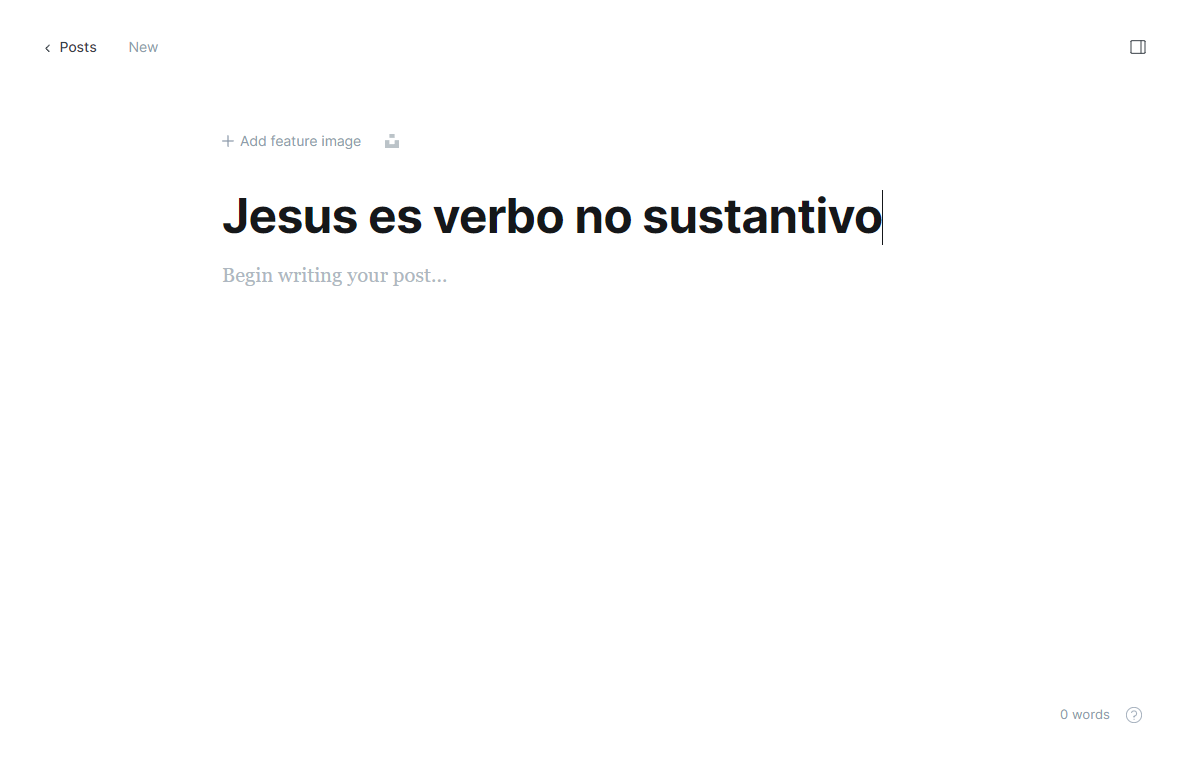 Posts New
Add feature image
Jesus es verbo no sustantivo
Begin writing your post...
0 words ?